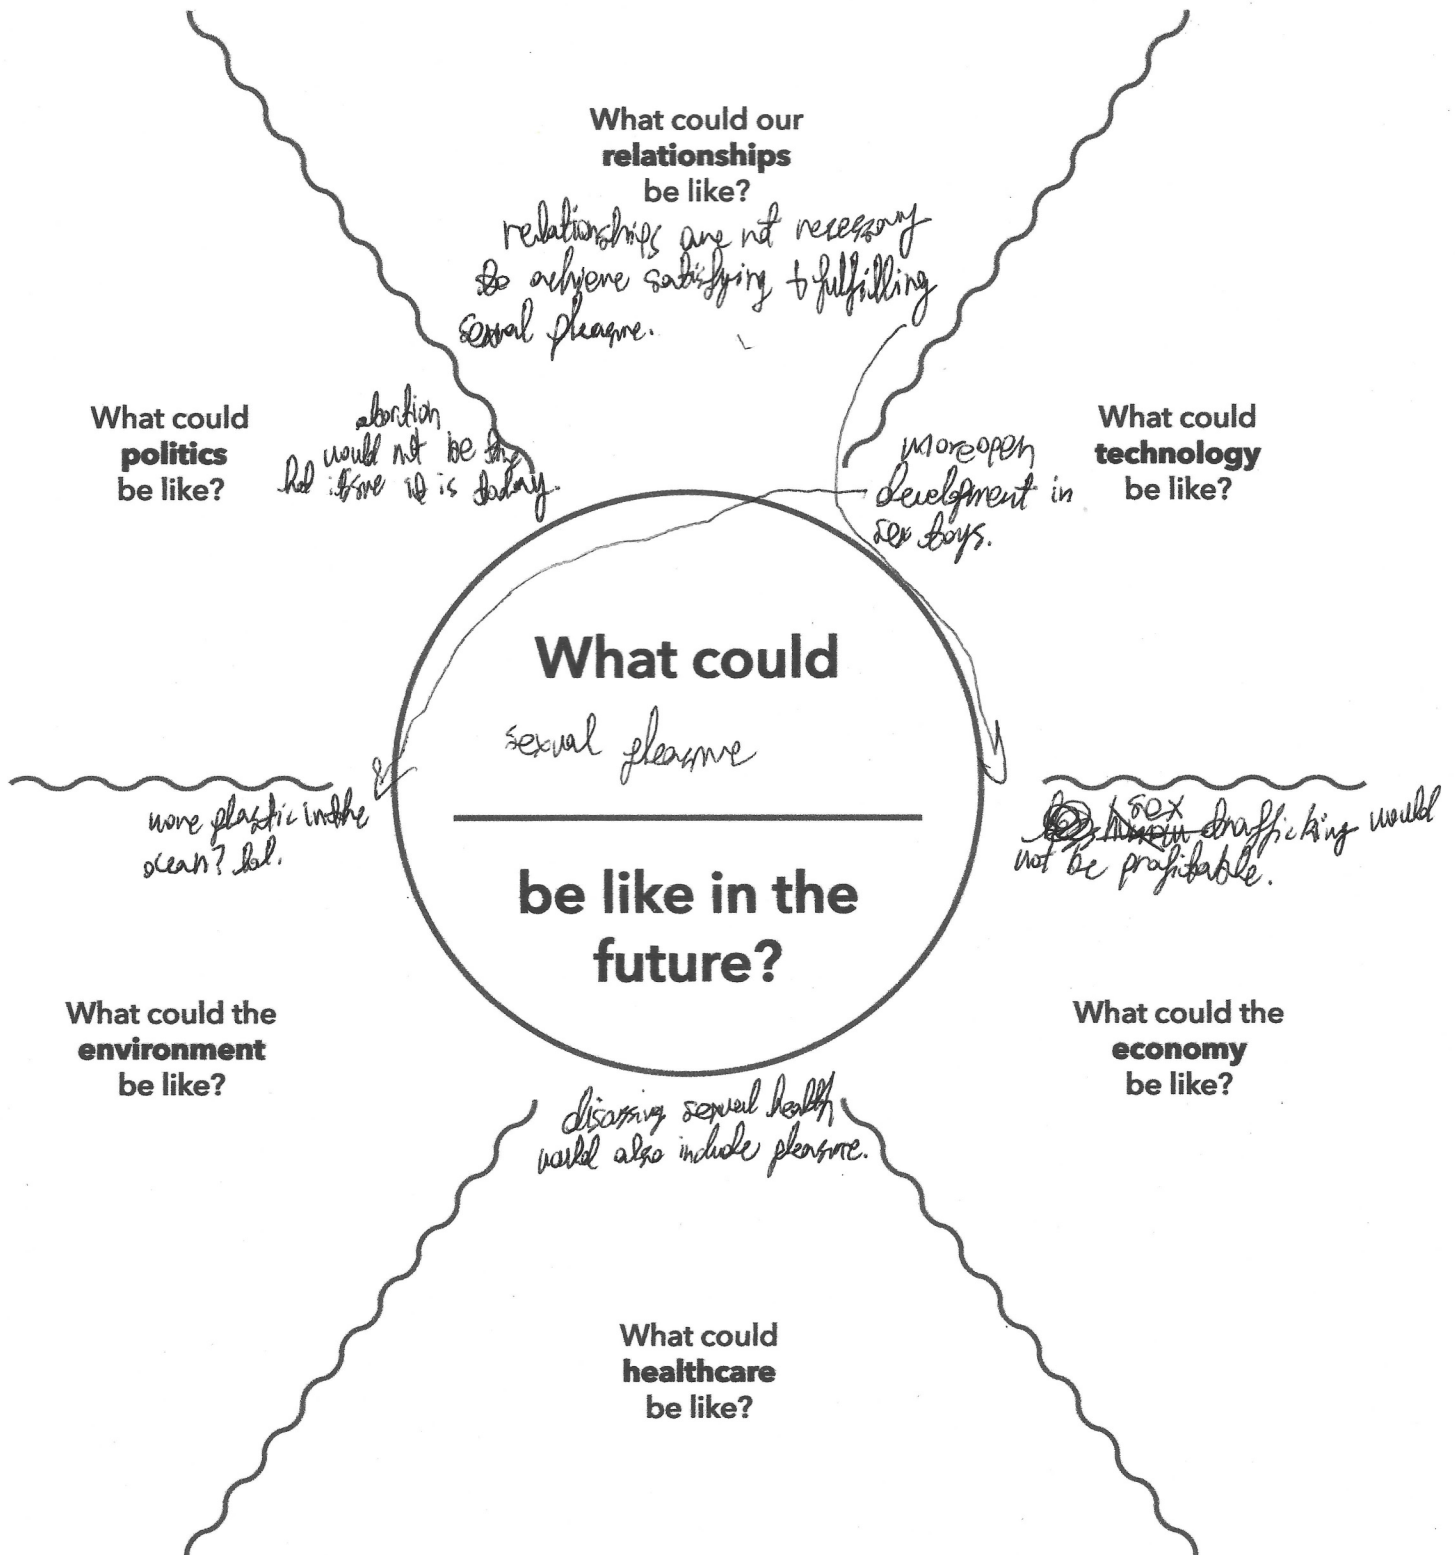 What could our
relationships
be like?
relationships are not necessary
to achieve satisfying + fulfilling
sexual pleasure.
What could
politics
be like?
abortion
would not be the
hot issue it is today.
What could
technology
be like?
more open
development in
sex toys.
What could
sexual pleasure
be like in the
future?
more plastic in the
ocean? lol.
What could the
environment
be like?
sex trafficking would
not be profitable.
What could the
economy
be like?
discussing sexual health
would also include pleasure.
What could
healthcare
be like?